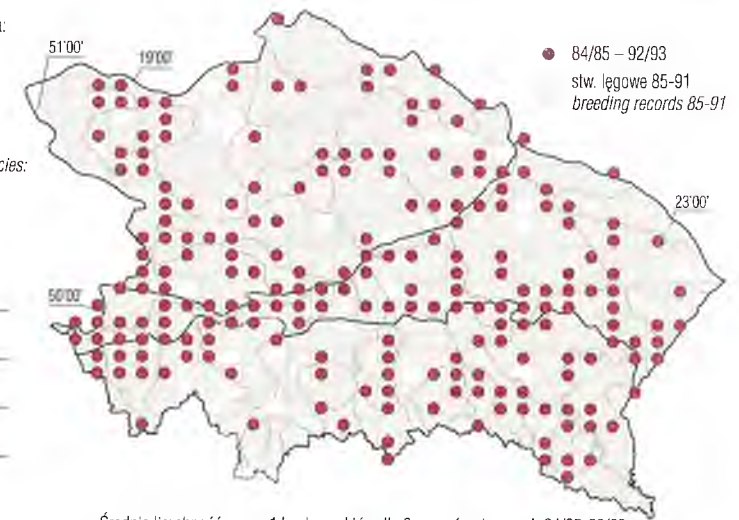 51°00'
19°00'
84/85 – 92/93
stw. lęgowe 85-91
breeding records 85-91
23°00'
50°00'